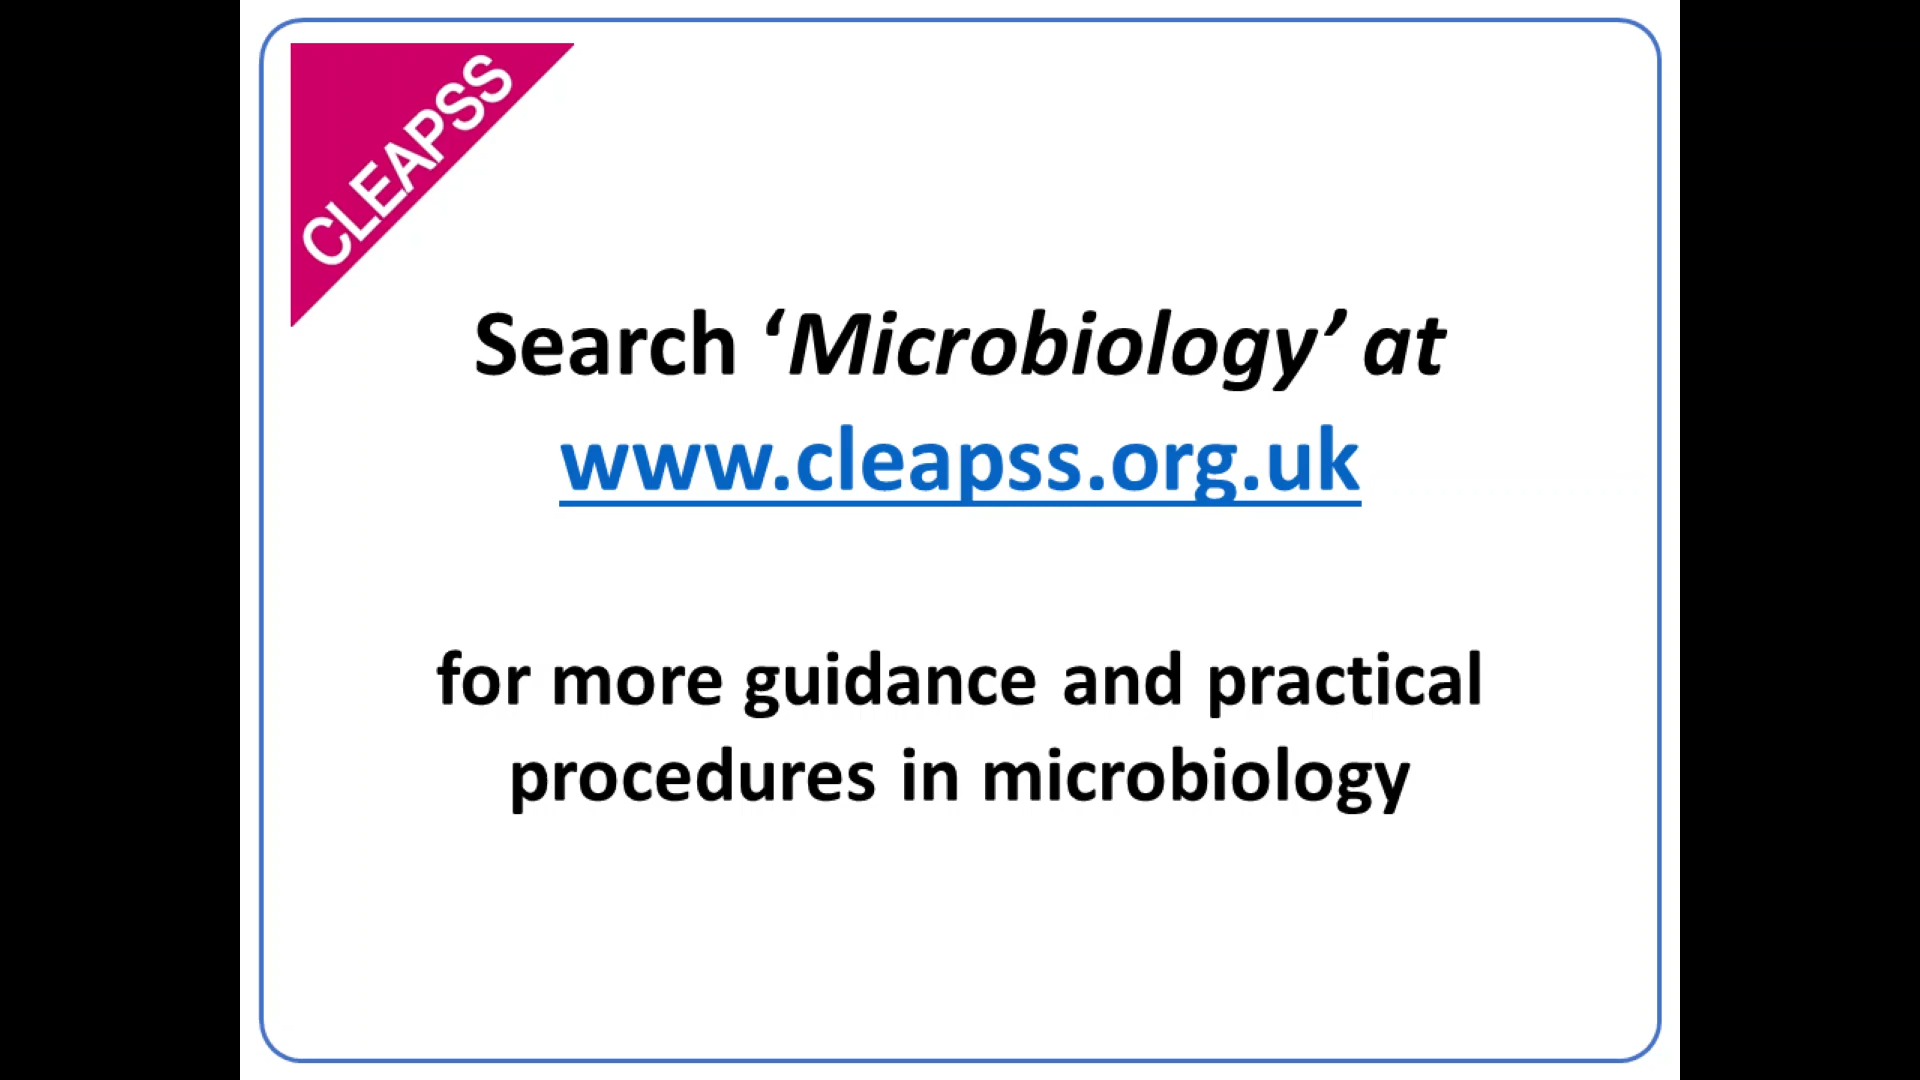 CLEAPSS
Search ‘Microbiology’ at
www.cleapss.org.uk
for more guidance and practical
procedures in microbiology